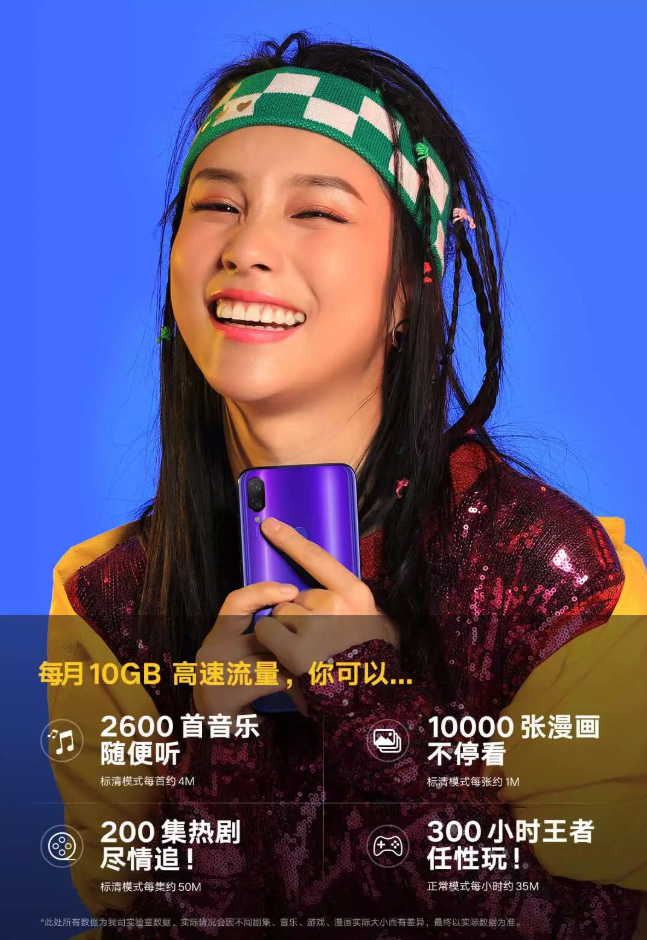 每月10GB 高速流量，你可以...
2600 首音乐
随便听
标清模式每首约 4M
10000 张漫画
不停看
标清模式每张约 1M
200 集热剧
尽情追！
标清模式每集约 50M
300 小时王者
任性玩！
正常模式每小时约 35M
*此处所有数据为我司实验室数据，实际情况会因不同剧集、音乐、游戏、漫画实际大小而有差异，最终以实际数据为准。